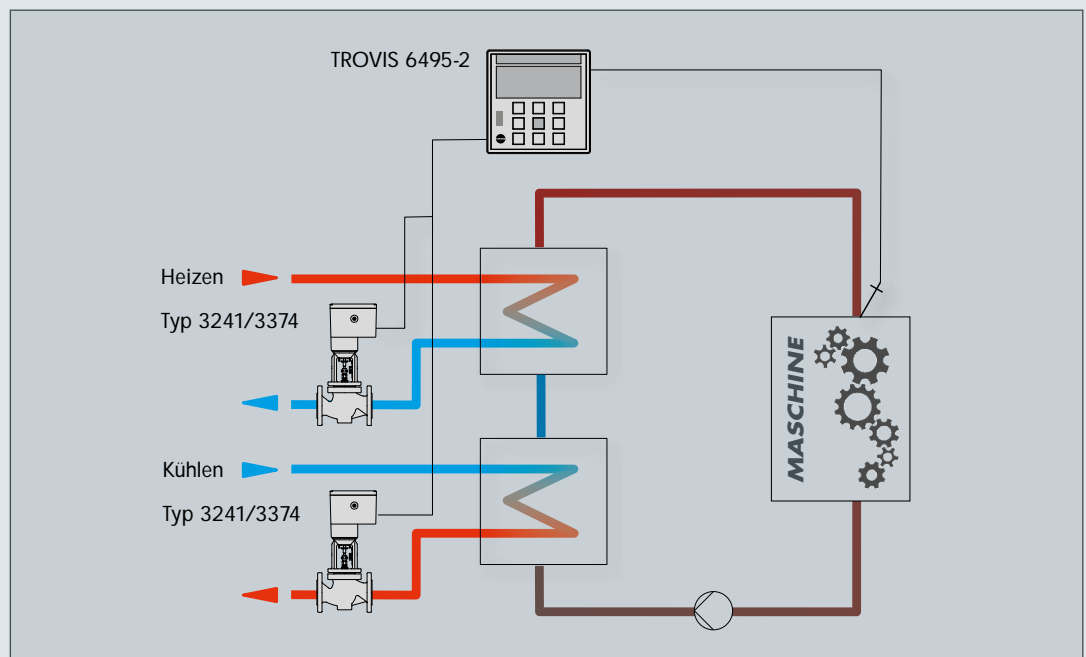 TROVIS 6495-2
Heizen
Typ 3241/3374
Kühlen
Typ 3241/3374
MASCHINE